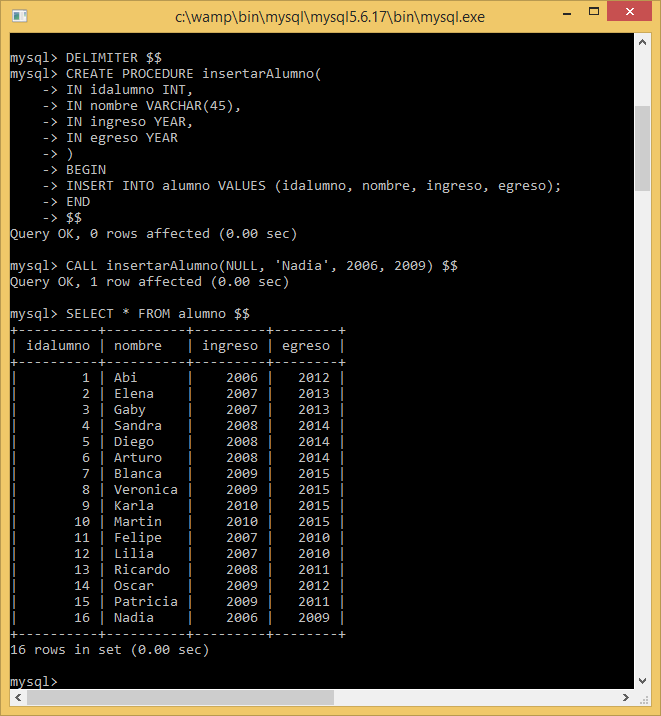 c:\wamp\bin\mysql\mysql5.6.17\bin\mysql.exe
mysql> DELIMITER $$
mysql> CREATE PROCEDURE insertarAlumno(
    -> IN idalumno INT,
    -> IN nombre VARCHAR(45),
    -> IN ingreso YEAR,
    -> IN egreso YEAR
    -> )
    -> BEGIN
    -> INSERT INTO alumno VALUES (idalumno, nombre, ingreso, egreso);
    -> END
    -> $$
Query OK, 0 rows affected (0.00 sec)
mysql> CALL insertarAlumno(NULL, 'Nadia', 2006, 2009) $$
Query OK, 1 row affected (0.00 sec)
mysql> SELECT * FROM alumno $$
+----------+----------+---------+--------+
| idalumno | nombre   | ingreso | egreso |
+----------+----------+---------+--------+
|        1 | Abi      |    2006 |   2012 |
|        2 | Elena    |    2007 |   2013 |
|        3 | Gaby     |    2007 |   2013 |
|        4 | Sandra   |    2008 |   2014 |
|        5 | Diego    |    2008 |   2014 |
|        6 | Arturo   |    2008 |   2014 |
|        7 | Blanca   |    2009 |   2015 |
|        8 | Veronica |    2009 |   2015 |
|        9 | Karla    |    2010 |   2015 |
|       10 | Martin   |    2010 |   2015 |
|       11 | Felipe   |    2007 |   2010 |
|       12 | Lilia    |    2007 |   2010 |
|       13 | Ricardo  |    2008 |   2011 |
|       14 | Oscar    |    2009 |   2012 |
|       15 | Patricia |    2009 |   2011 |
|       16 | Nadia    |    2006 |   2009 |
+----------+----------+---------+--------+
16 rows in set (0.00 sec)
mysql>